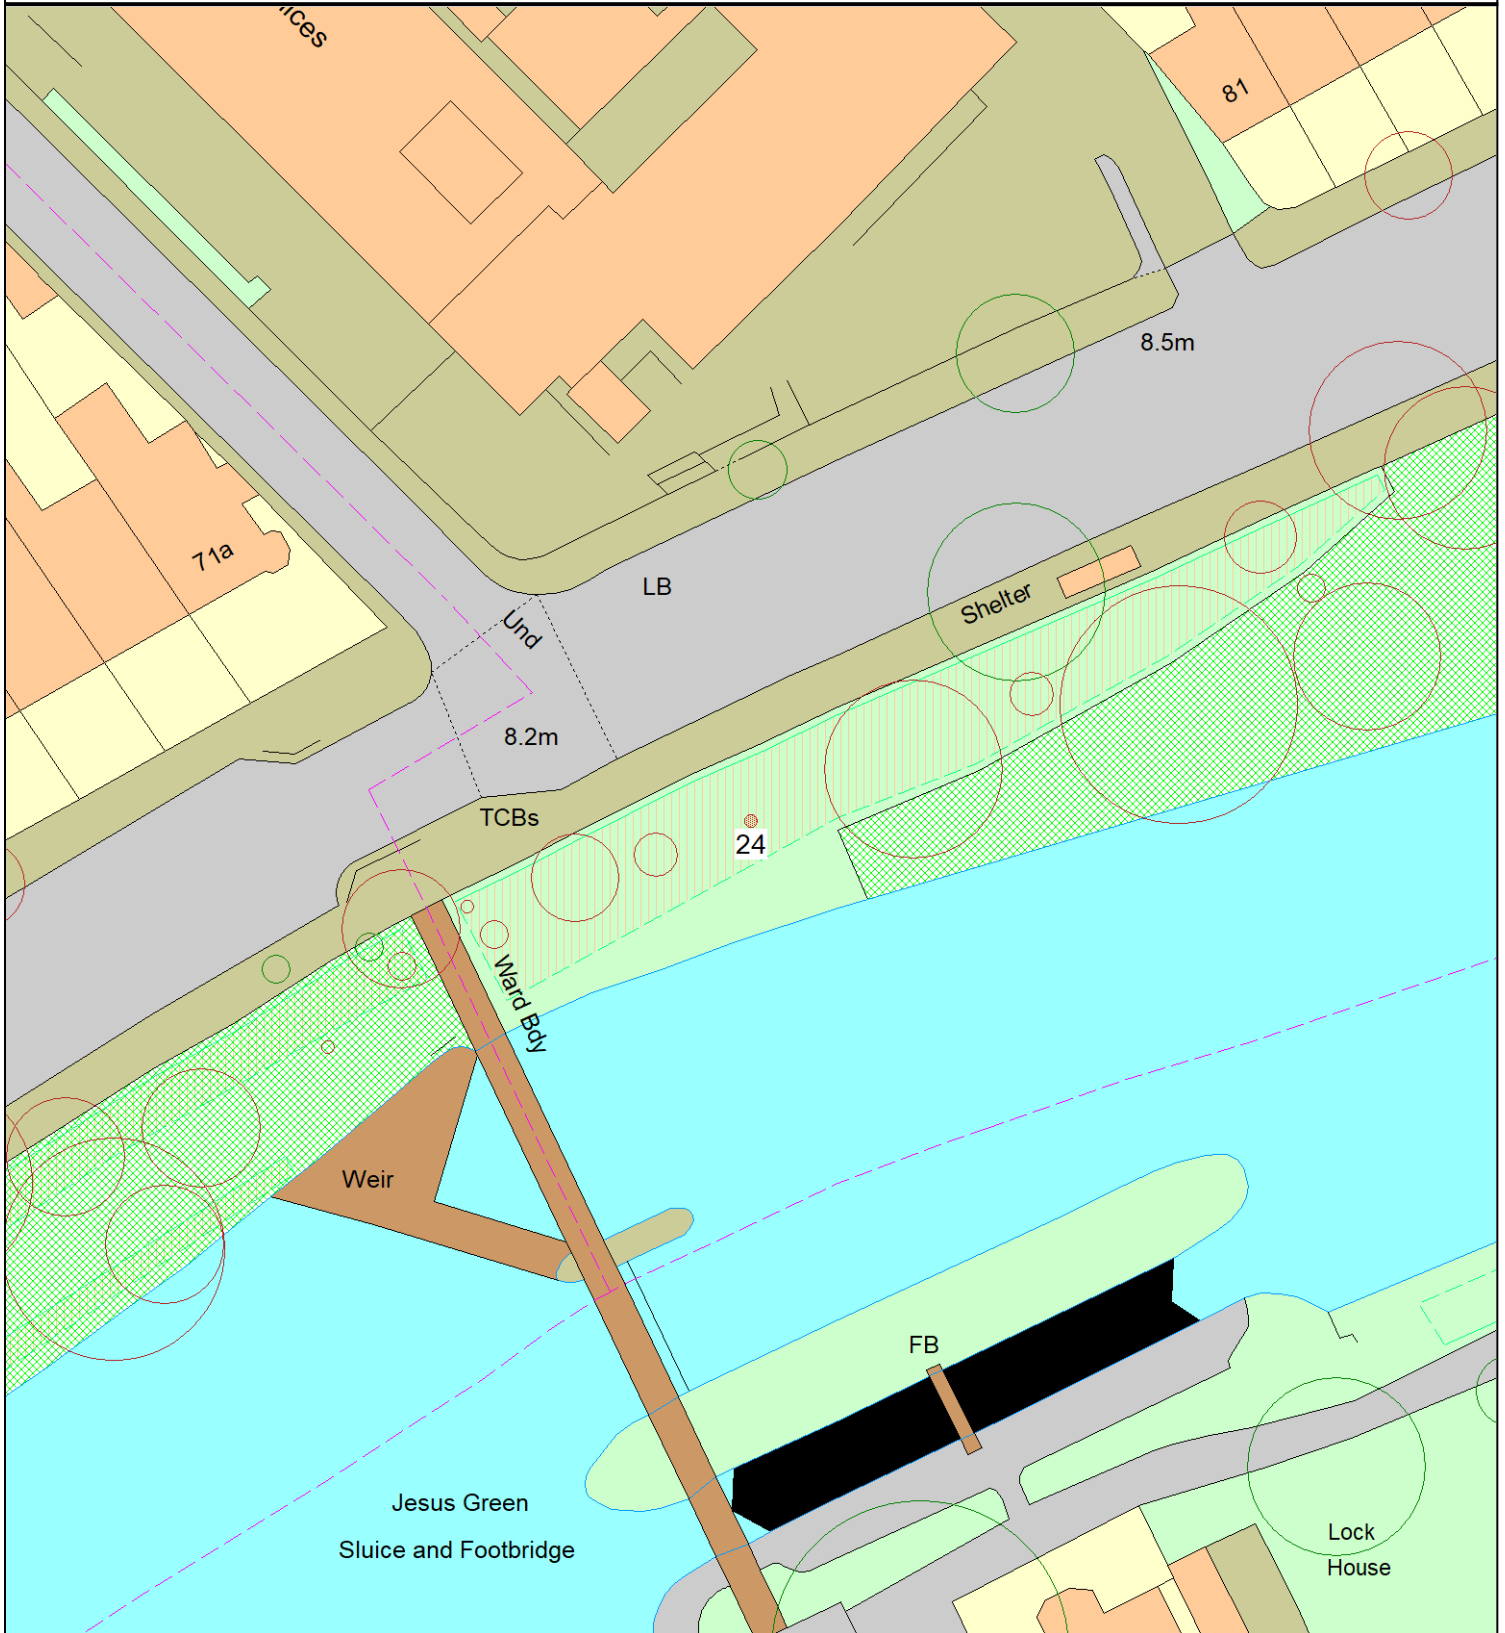 81
8.5m
71a
LB
Shelter
Und
8.2m
TCBs
24
Ward Bdy
Weir
FB
Jesus Green
Sluice and Footbridge
Lock
House